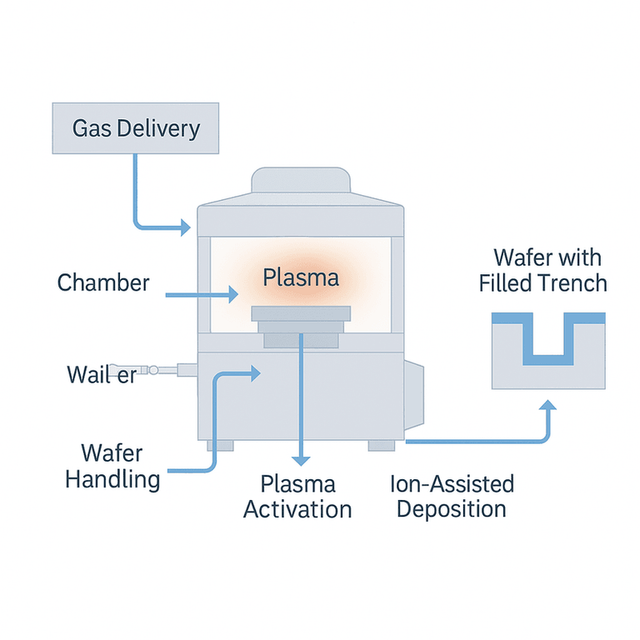 Gas Delivery
Chamber
Plasma
Wafer with
Filled Trench
Wail er
Wafer
Handling
Plasma
Activation
Ion-Assisted
Deposition